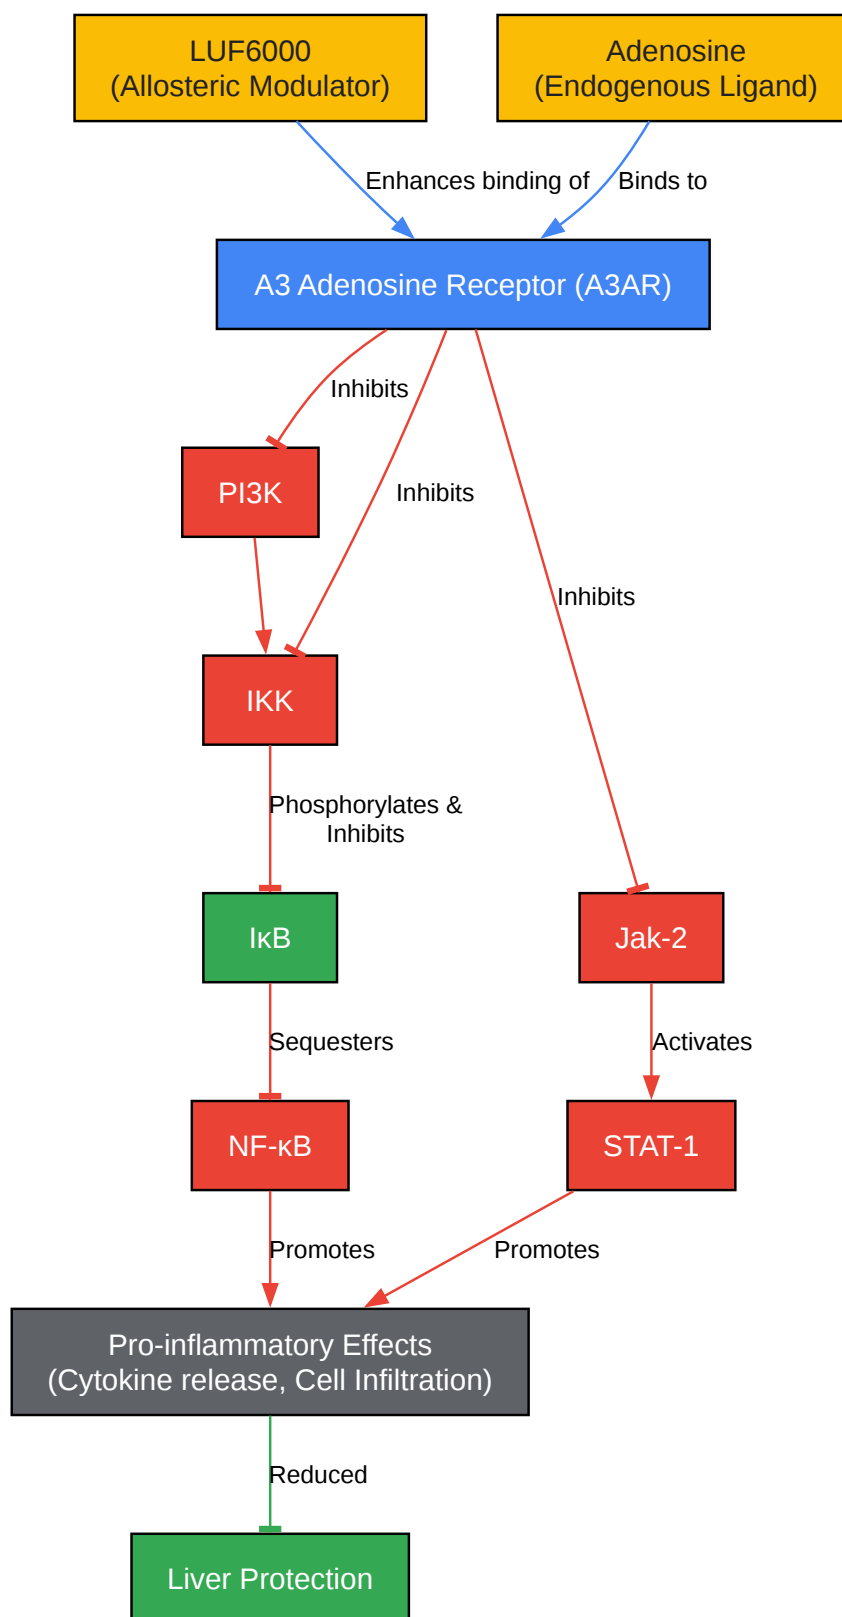 LUF6000
(Allosteric Modulator)
Adenosine
(Endogenous Ligand)
Enhances binding of
Binds to
A3 Adenosine Receptor (A3AR)
Inhibits
PI3K
Inhibits
Inhibits
IKK
Phosphorylates &
Inhibits
IκB
Jak-2
Sequesters
Activates
NF-κB
STAT-1
Promotes
Promotes
Pro-inflammatory Effects
(Cytokine release, Cell Infiltration)
Reduced
Liver Protection